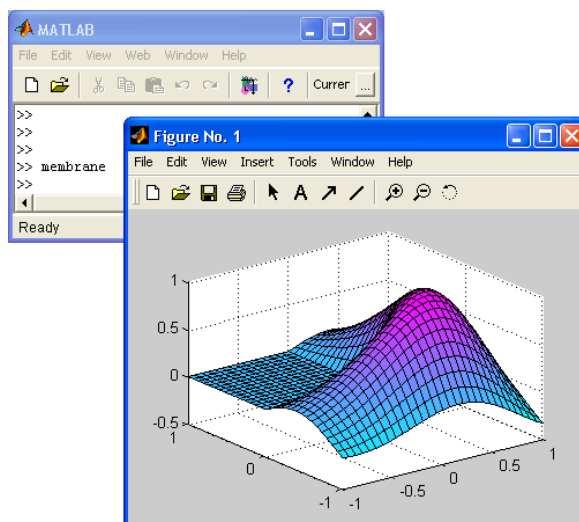 MATLAB
File Edit View Web Window Help
? Currer ...
>>
>>
>>
>> membrane
>>
Ready
Figure No. 1
File Edit View Insert Tools Window Help
A
1
0.5
0
-0.5
1
0
-1
-1
-0.5
0
0.5
1